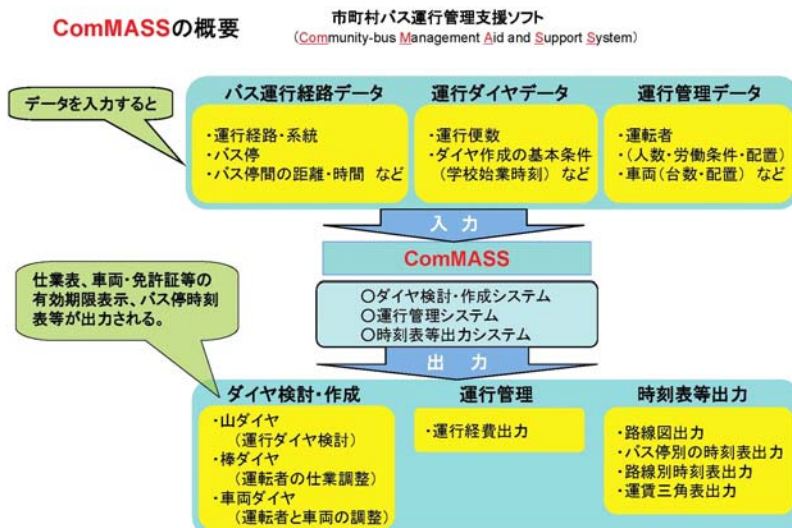 ComMASSの概要
市町村バス運行管理支援ソフト
(Community-bus Management Aid and Support System)
データを入力すると
バス運行経路データ
・運行経路・系統
・バス停
・バス停間の距離・時間 など
運行ダイヤデータ
・運行便数
・ダイヤ作成の基本条件
(学校始業時刻) など
運行管理データ
・運転者
・(人数・労働条件・配置)
・車両(台数・配置) など
入 力
ComMASS
仕業表、車両・免許証等の
有効期限表示、バス停時刻
表等が出力される。
○ダイヤ検討・作成システム
○運行管理システム
○時刻表等出力システム
出 力
ダイヤ検討・作成
・山ダイヤ
(運行ダイヤ検討)
・棒ダイヤ
(運転者の仕業調整)
・車両ダイヤ
(運転者と車両の調整)
運行管理
・運行経費出力
時刻表等出力
・路線図出力
・バス停別の時刻表出力
・路線別時刻表出力
・運賃三角表出力